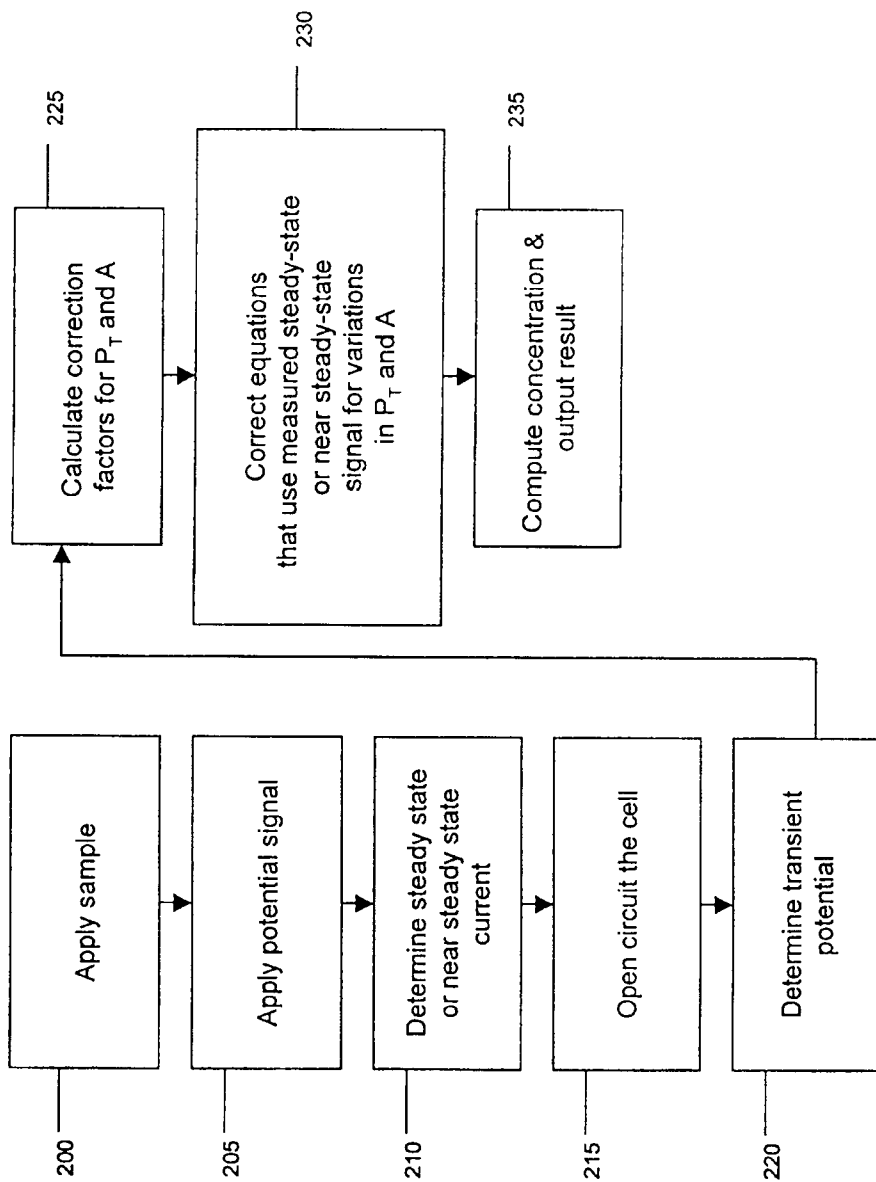 200
Apply sample
205
Apply potential signal
210
Determine steady state
or near steady state
current
215
Open circuit the cell
220
Determine transient
potential
225
Calculate correction
factors for P_T and A
230
Correct equations
that use measured steady-state
or near steady-state
signal for variations
in P_T and A
235
Compute concentration &
output result